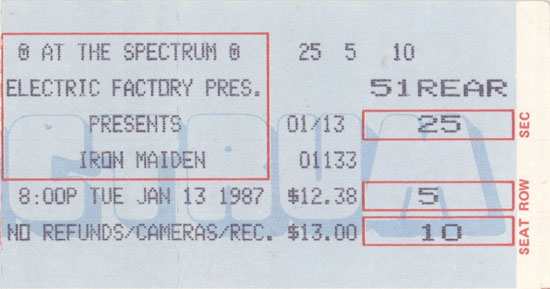 @ AT THE SPECTRUM @ 25 5 10
ELECTRIC FACTORY PRES. 51REAR
PRESENTS 01/13 25 SEC
IRON MAIDEN 01133
8:00P TUE JAN 13 1987 $12.38 5 ROW
NO REFUNDS/CAMERAS/REC. $13.00 10 SEAT
CTRUM